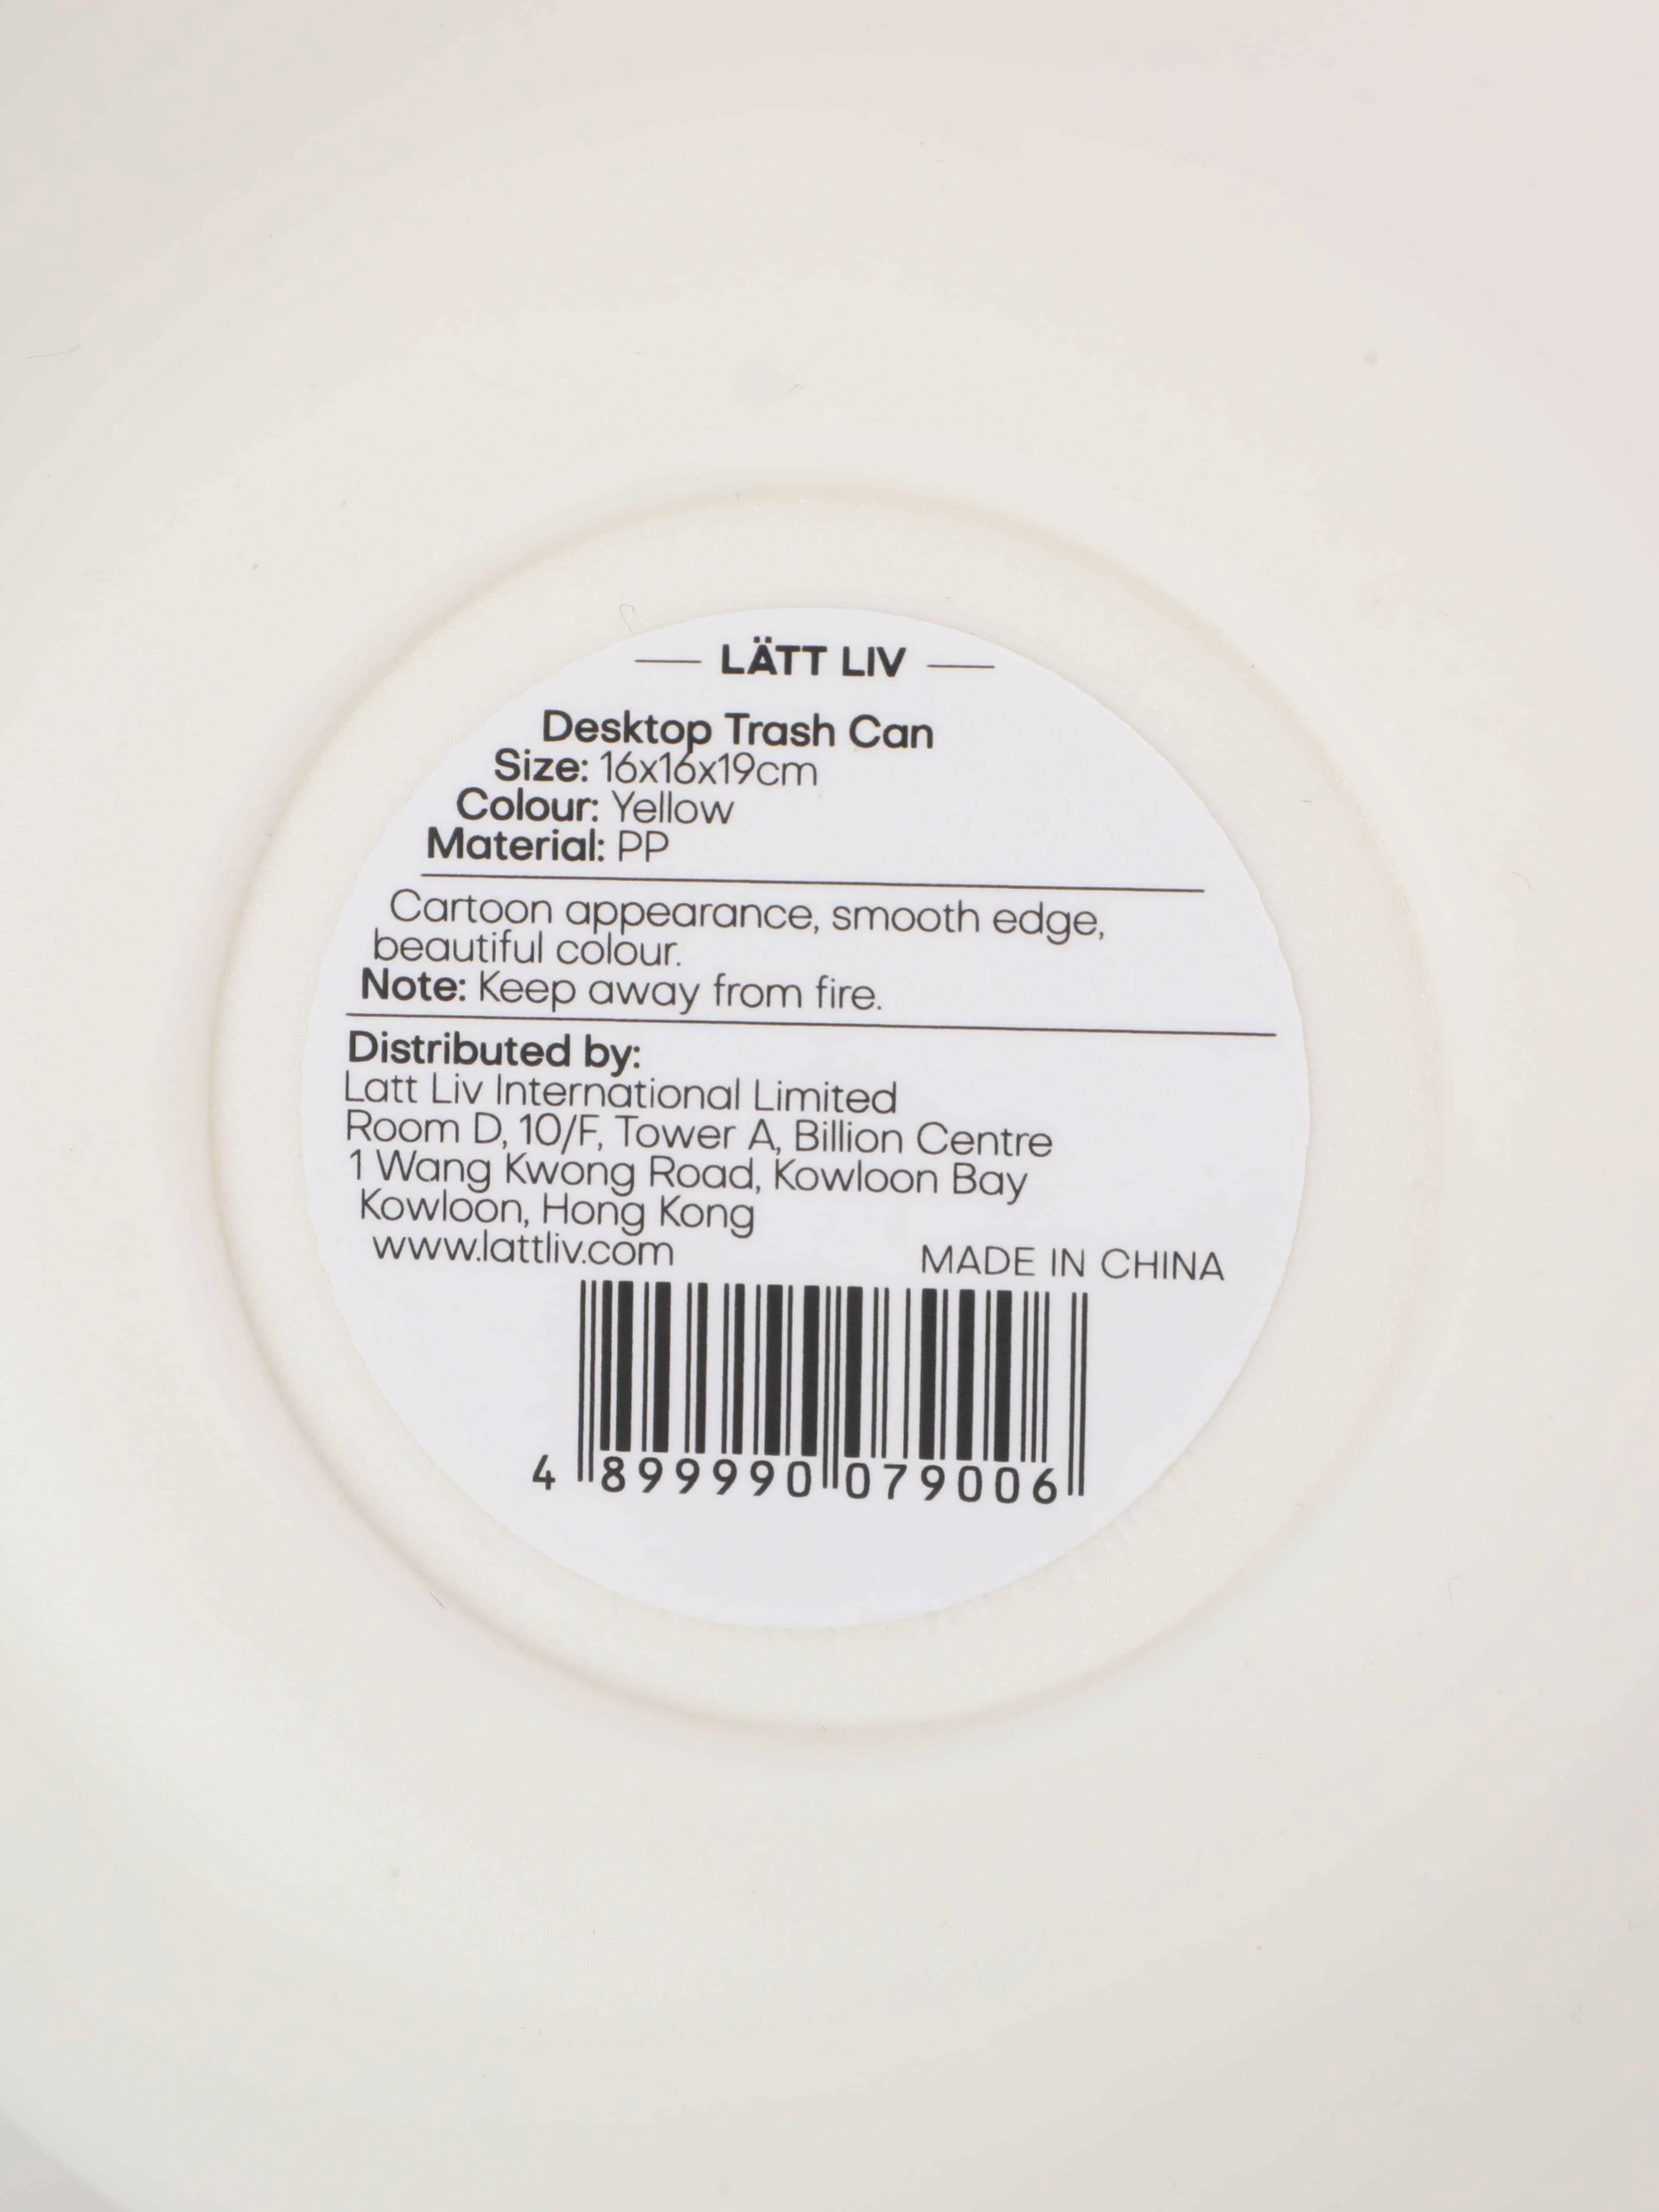 LÄTT LIV
Desktop Trash Can
Size: 16x16x19cm
Colour: Yellow
Material: PP
Cartoon appearance, smooth edge,
beautiful colour.
Note: Keep away from fire.
Distributed by:
Latt Liv International Limited
Room D, 10/F, Tower A, Billion Centre
1 Wang Kwong Road, Kowloon Bay
Kowloon, Hong Kong
www.lattliv.com MADE IN CHINA
4 899990 079006